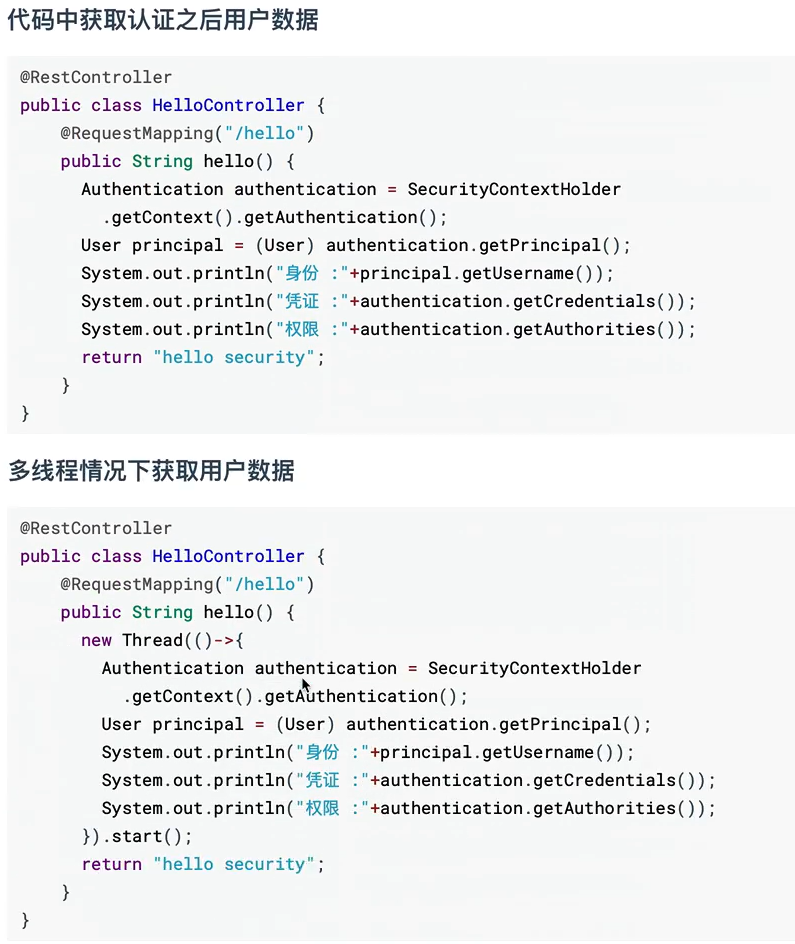 代码中获取认证之后用户数据
@RestController
public class HelloController {
    @RequestMapping("/hello")
    public String hello() {
      Authentication authentication = SecurityContextHolder
        .getContext().getAuthentication();
      User principal = (User) authentication.getPrincipal();
      System.out.println("身份 :"+principal.getUsername());
      System.out.println("凭证 :"+authentication.getCredentials());
      System.out.println("权限 :"+authentication.getAuthorities());
      return "hello security";
    }
}
多线程情况下获取用户数据
@RestController
public class HelloController {
    @RequestMapping("/hello")
    public String hello() {
      new Thread(()->{
        Authentication authentication = SecurityContextHolder
          .getContext().getAuthentication();
        User principal = (User) authentication.getPrincipal();
        System.out.println("身份 :"+principal.getUsername());
        System.out.println("凭证 :"+authentication.getCredentials());
        System.out.println("权限 :"+authentication.getAuthorities());
      }).start();
      return "hello security";
    }
}